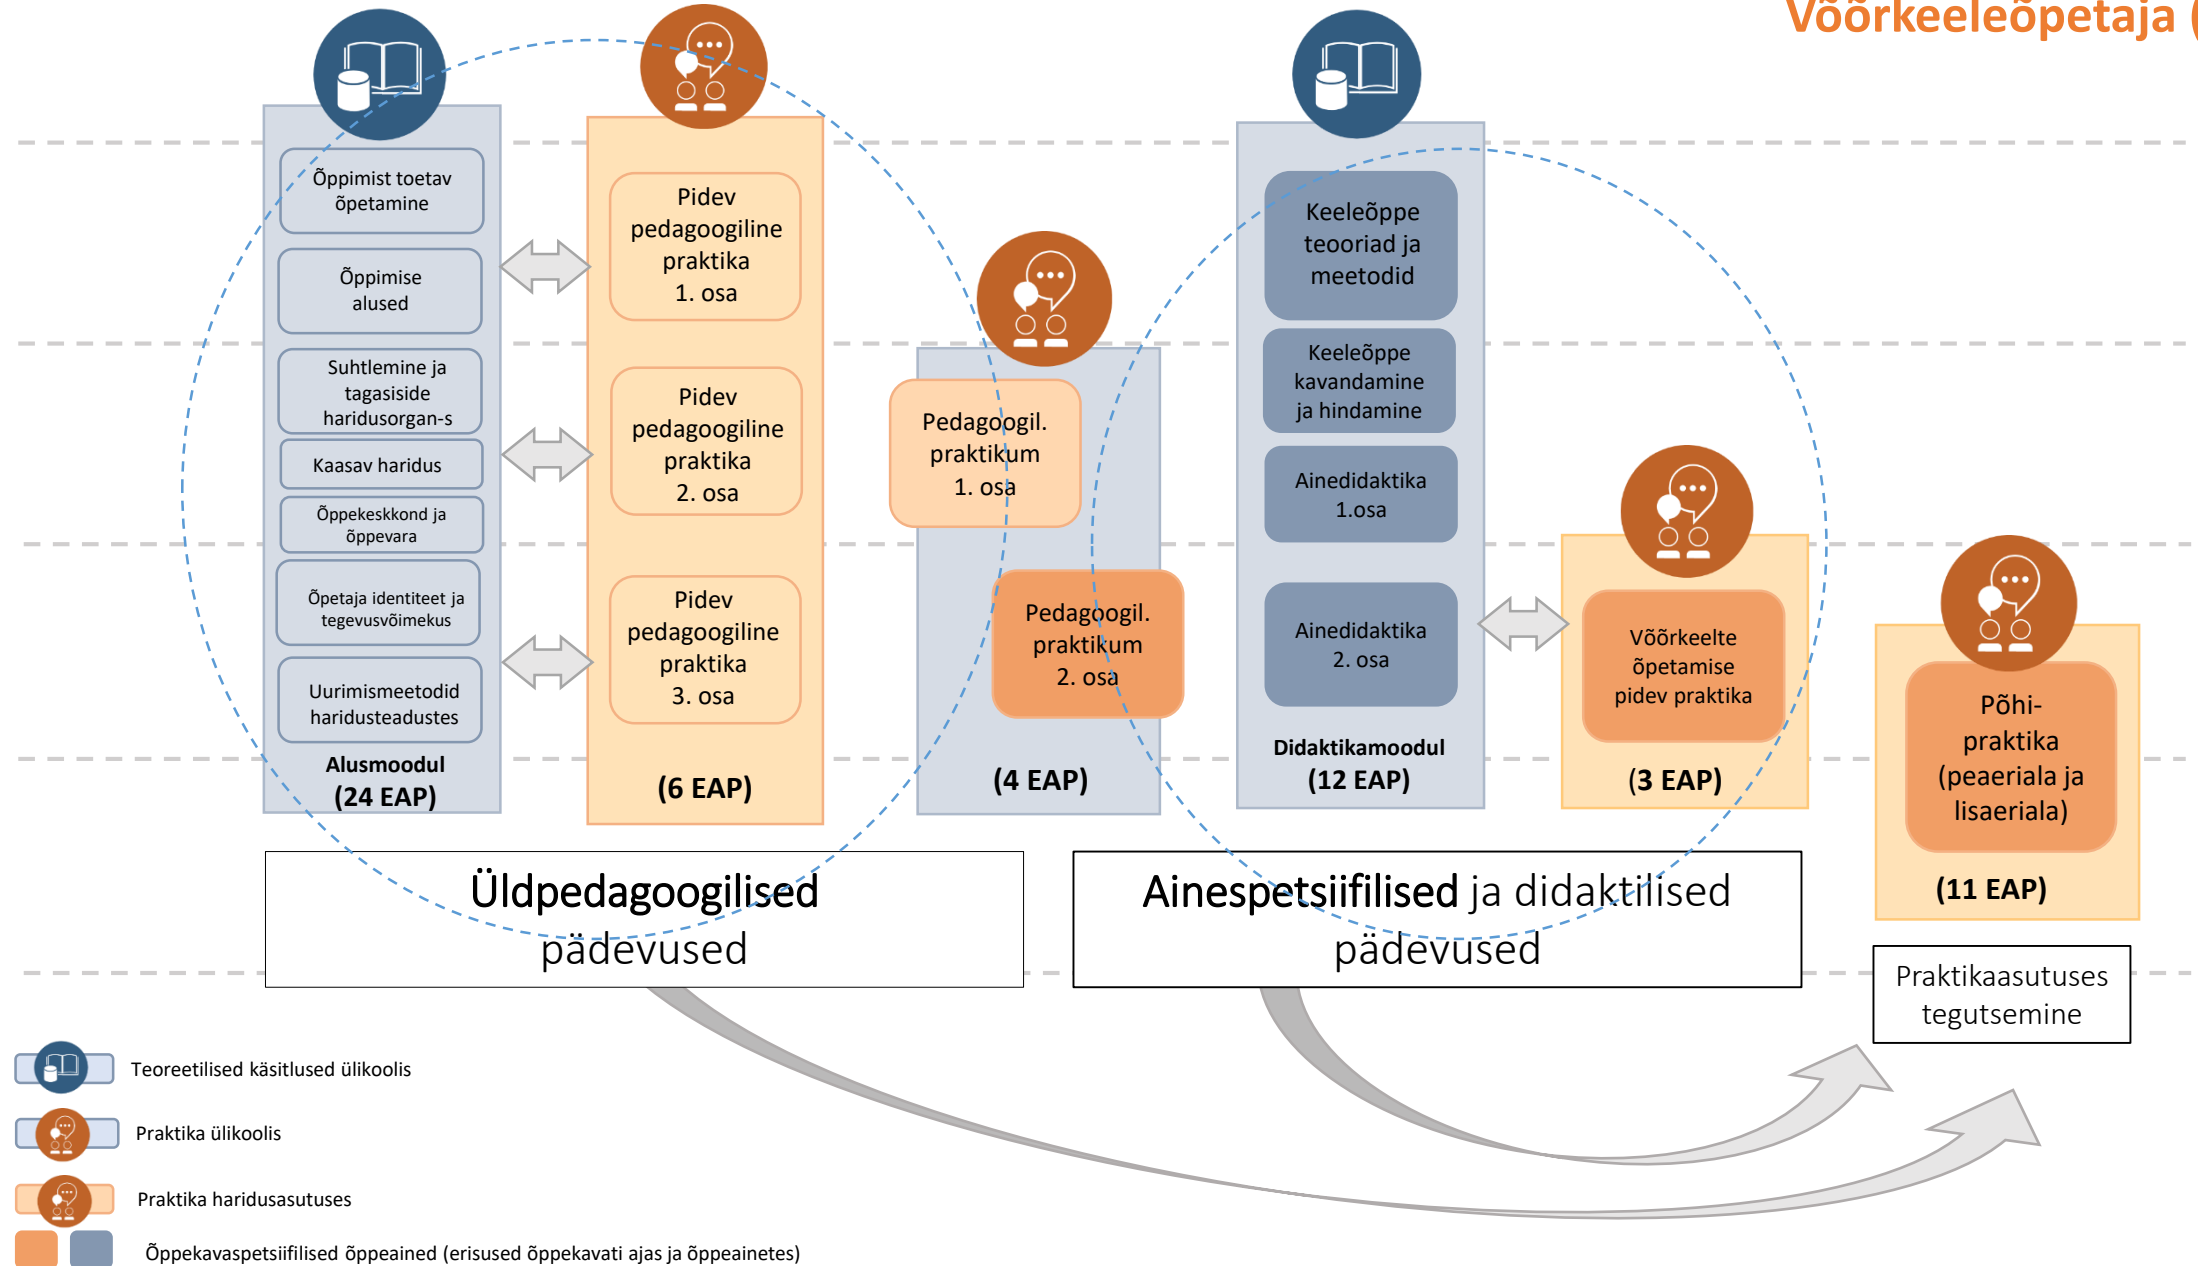 Võõrkeeleõpetaja (
Õppimist toetav
õpetamine
Õppimise
alused
Suhtlemine ja
tagasiside
haridusorgan-s
Kaasav haridus
Õppekeskkond ja
õppevara
Õpetaja identiteet ja
tegevusvõimekus
Uurimismeetodid
haridusteadustes
Alusmoodul
(24 EAP)
Pidev
pedagoogiline
praktika
1. osa
Pidev
pedagoogiline
praktika
2. osa
Pidev
pedagoogiline
praktika
3. osa
(6 EAP)
Pedagoogil.
praktikum
1. osa
Pedagoogil.
praktikum
2. osa
(4 EAP)
Keeleõppe
teooriad ja
meetodid
Keeleõppe
kavandamine
ja hindamine
Ainedidaktika
1.osa
Ainedidaktika
2. osa
Didaktikamoodul
(12 EAP)
Võõrkeelte
õpetamise
pidev praktika
(3 EAP)
Põhi-
praktika
(peaeriala ja
lisaeriala)
(11 EAP)
Üldpedagoogilised
pädevused
Ainespetsiifilised ja didaktilised
pädevused
Praktikaasutuses
tegutsemine
Teoreetilised käsitlused ülikoolis
Praktika ülikoolis
Praktika haridusasutuses
Õppekavaspetsiifilised õppeained (erisused õppekavati ajas ja õppeainetes)